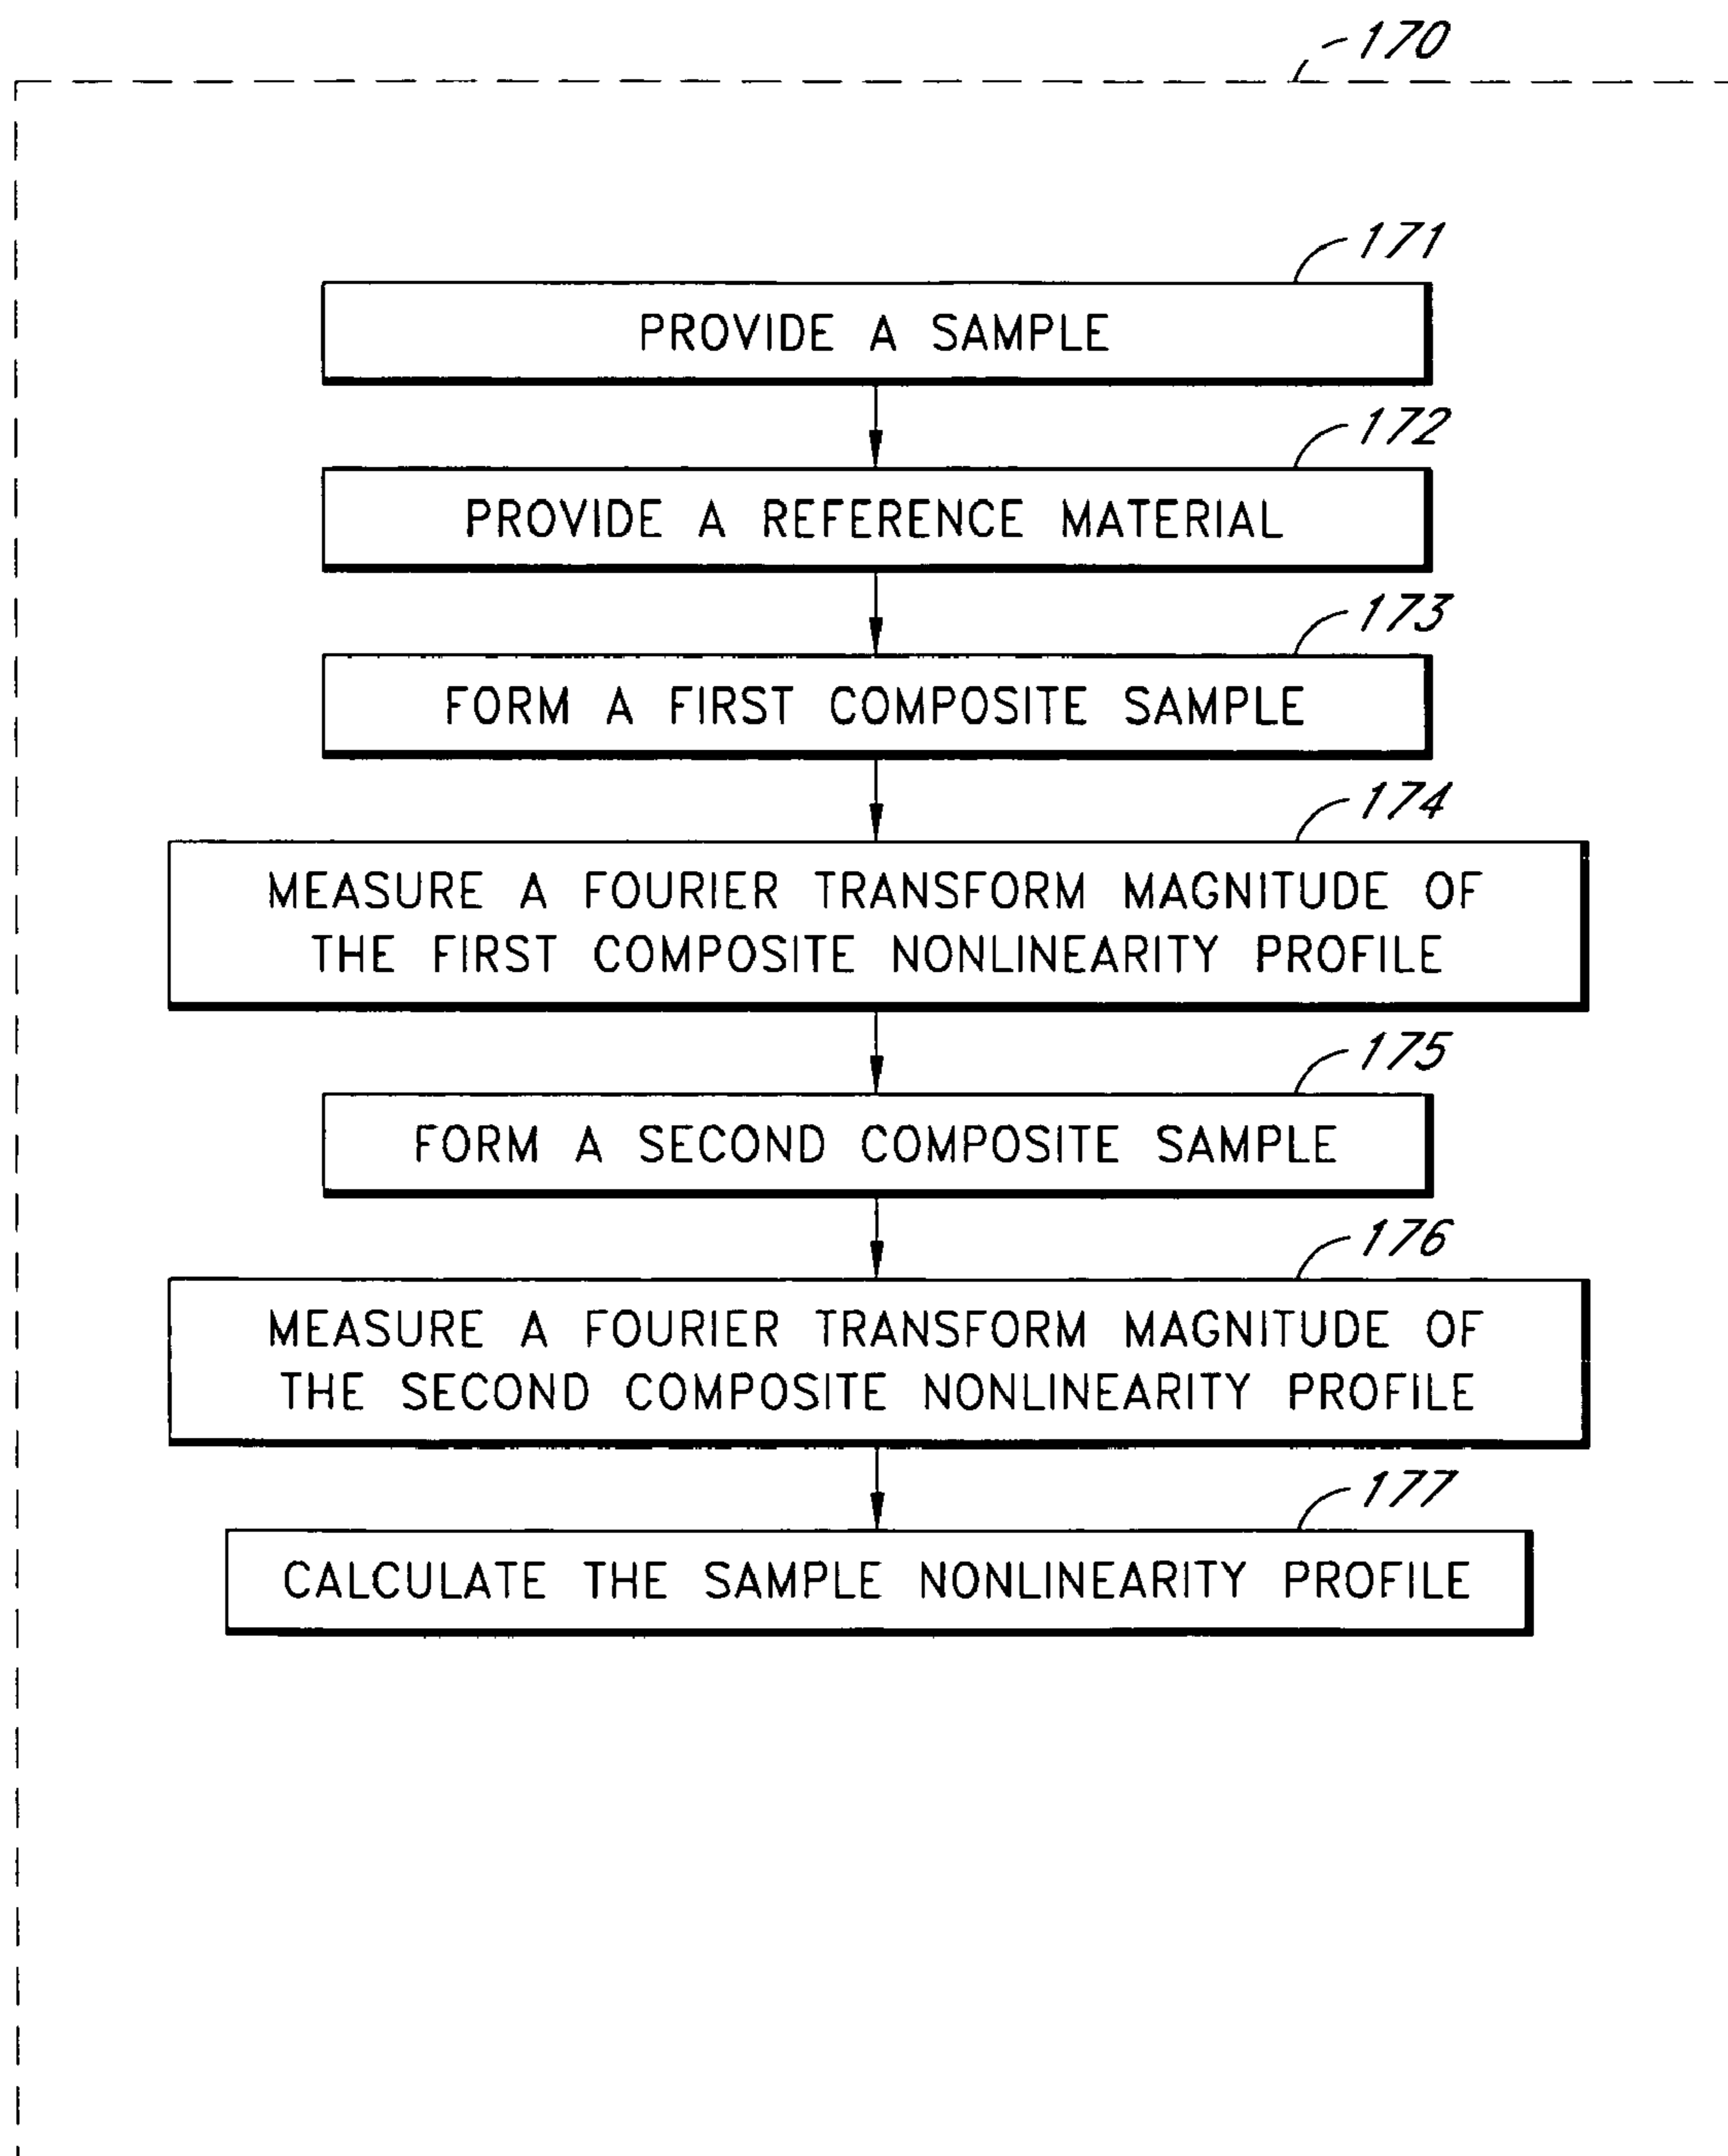 170
171
PROVIDE A SAMPLE
172
PROVIDE A REFERENCE MATERIAL
173
FORM A FIRST COMPOSITE SAMPLE
174
MEASURE A FOURIER TRANSFORM MAGNITUDE OF
THE FIRST COMPOSITE NONLINEARITY PROFILE
175
FORM A SECOND COMPOSITE SAMPLE
176
MEASURE A FOURIER TRANSFORM MAGNITUDE OF
THE SECOND COMPOSITE NONLINEARITY PROFILE
177
CALCULATE THE SAMPLE NONLINEARITY PROFILE